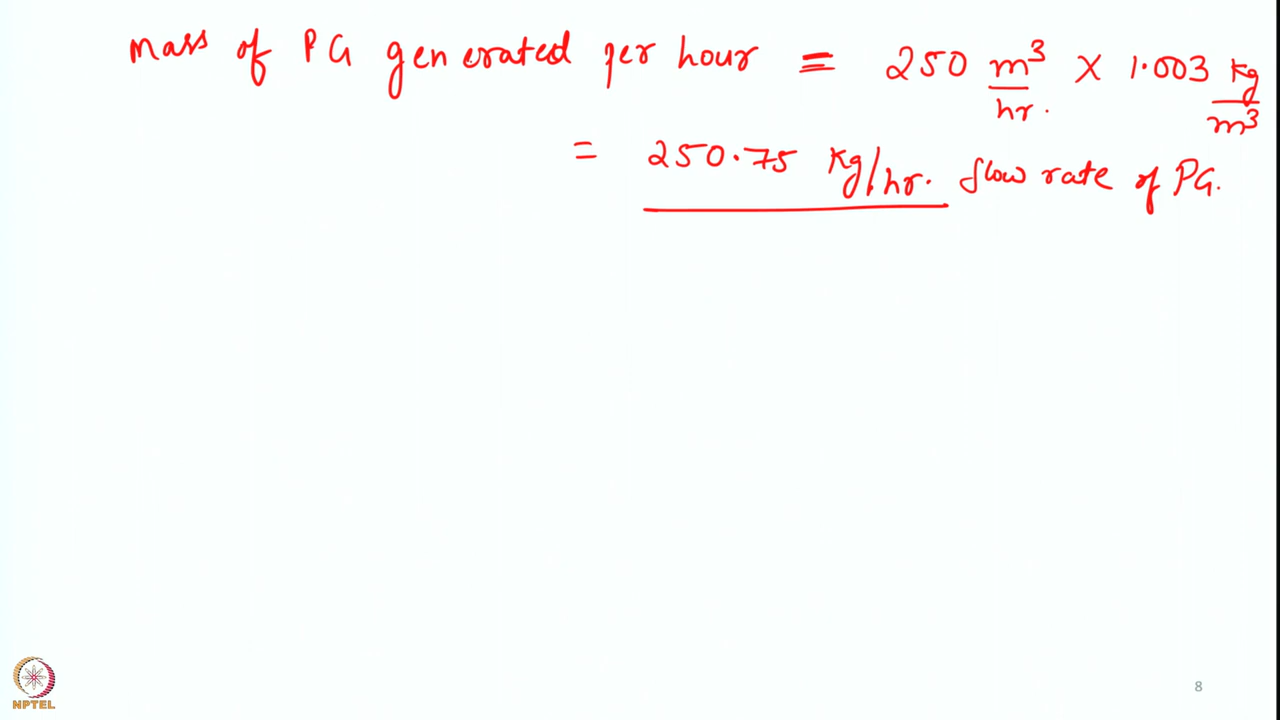 mass of PG generated per hour = 250 m³/hr. × 1.003 kg/m³
= 250.75 kg/hr. flow rate of PG.
NPTEL
8